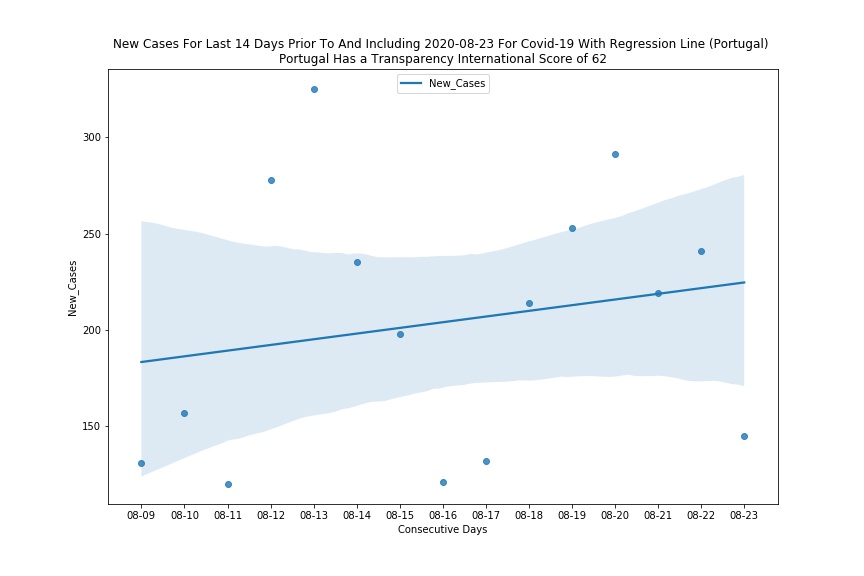 New Cases For Last 14 Days Prior To And Including 2020-08-23 For Covid-19 With Regression Line (Portugal)
Portugal Has a Transparency International Score of 62
New_Cases
300
250
200
150
New_Cases
08-09 08-10 08-11 08-12 08-13 08-14 08-15 08-16 08-17 08-18 08-19 08-20 08-21 08-22 08-23
Consecutive Days